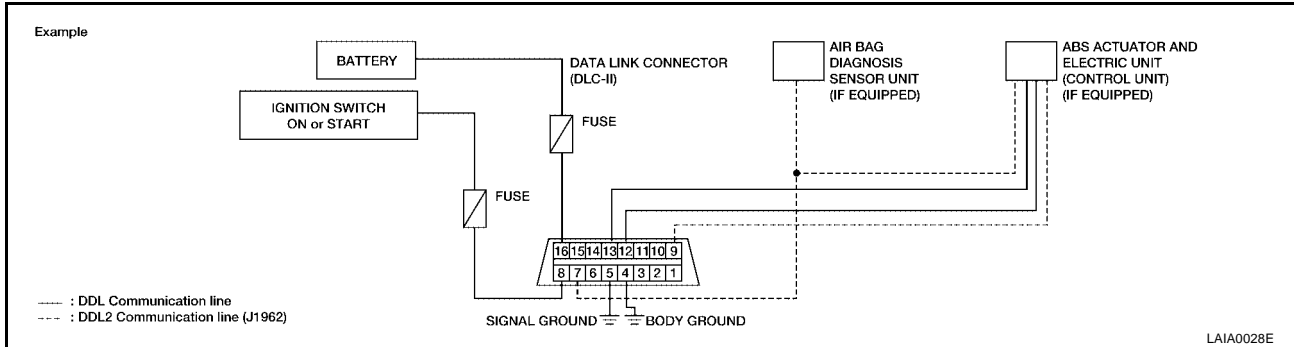 Example
BATTERY
IGNITION SWITCH
ON or START
DATA LINK CONNECTOR
(DLC-II)
FUSE
FUSE
AIR BAG
DIAGNOSIS
SENSOR UNIT
(IF EQUIPPED)
ABS ACTUATOR AND
ELECTRIC UNIT
(CONTROL UNIT)
(IF EQUIPPED)
16 15 14 13 12 11 10 9
8 7 6 5 4 3 2 1
: DDL Communication line
: DDL2 Communication line (J1962)
SIGNAL GROUND
BODY GROUND
LAIA0028E